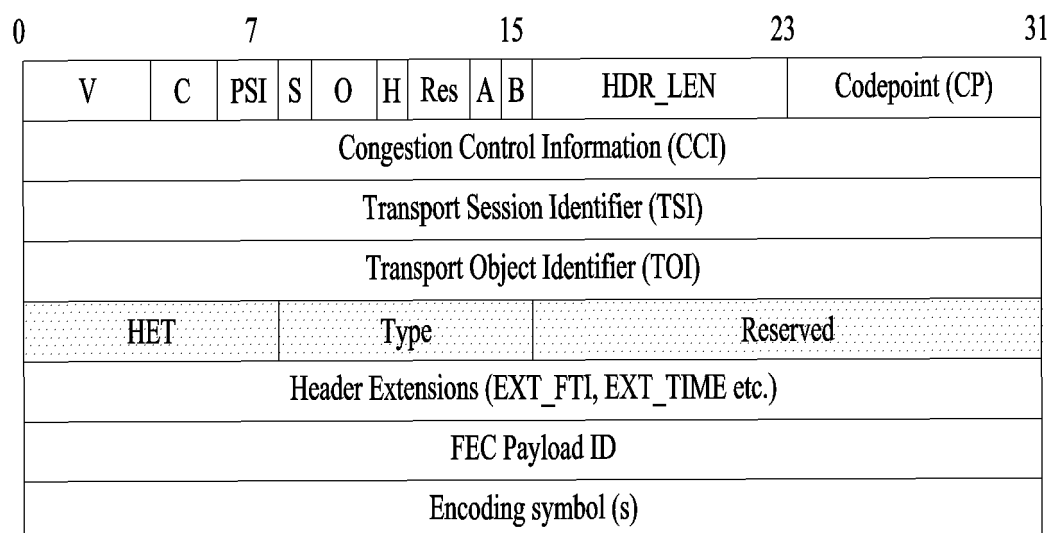 0 7 15 23 31
V C PSI S O H Res A B HDR_LEN Codepoint (CP)
Congestion Control Information (CCI)
Transport Session Identifier (TSI)
Transport Object Identifier (TOI)
HET Type Reserved
Header Extensions (EXT_FTI, EXT_TIME etc.)
FEC Payload ID
Encoding symbol (s)